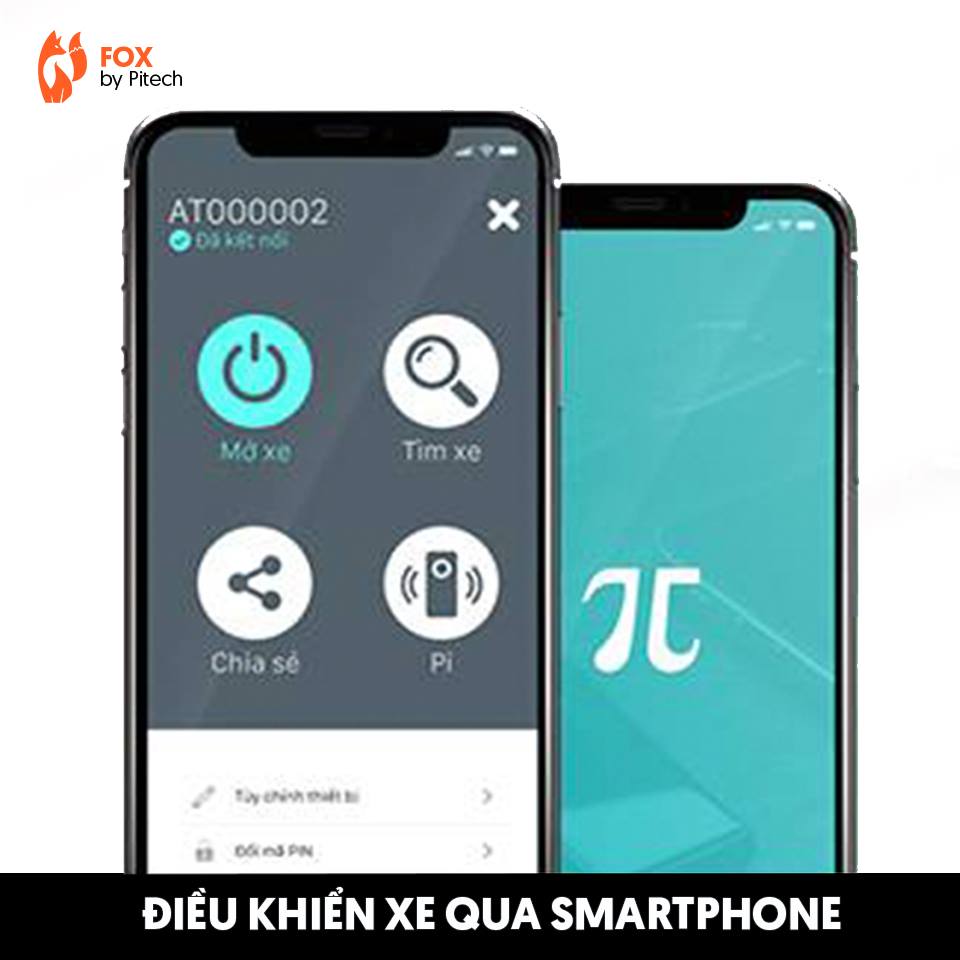 FOX
by Pitech
AT000002
Đã kết nối
Mở xe
Tìm xe
Chia sẻ
Pi
Tùy chỉnh thiết bị
Đổi mã PIN
π
ĐIỀU KHIỂN XE QUA SMARTPHONE